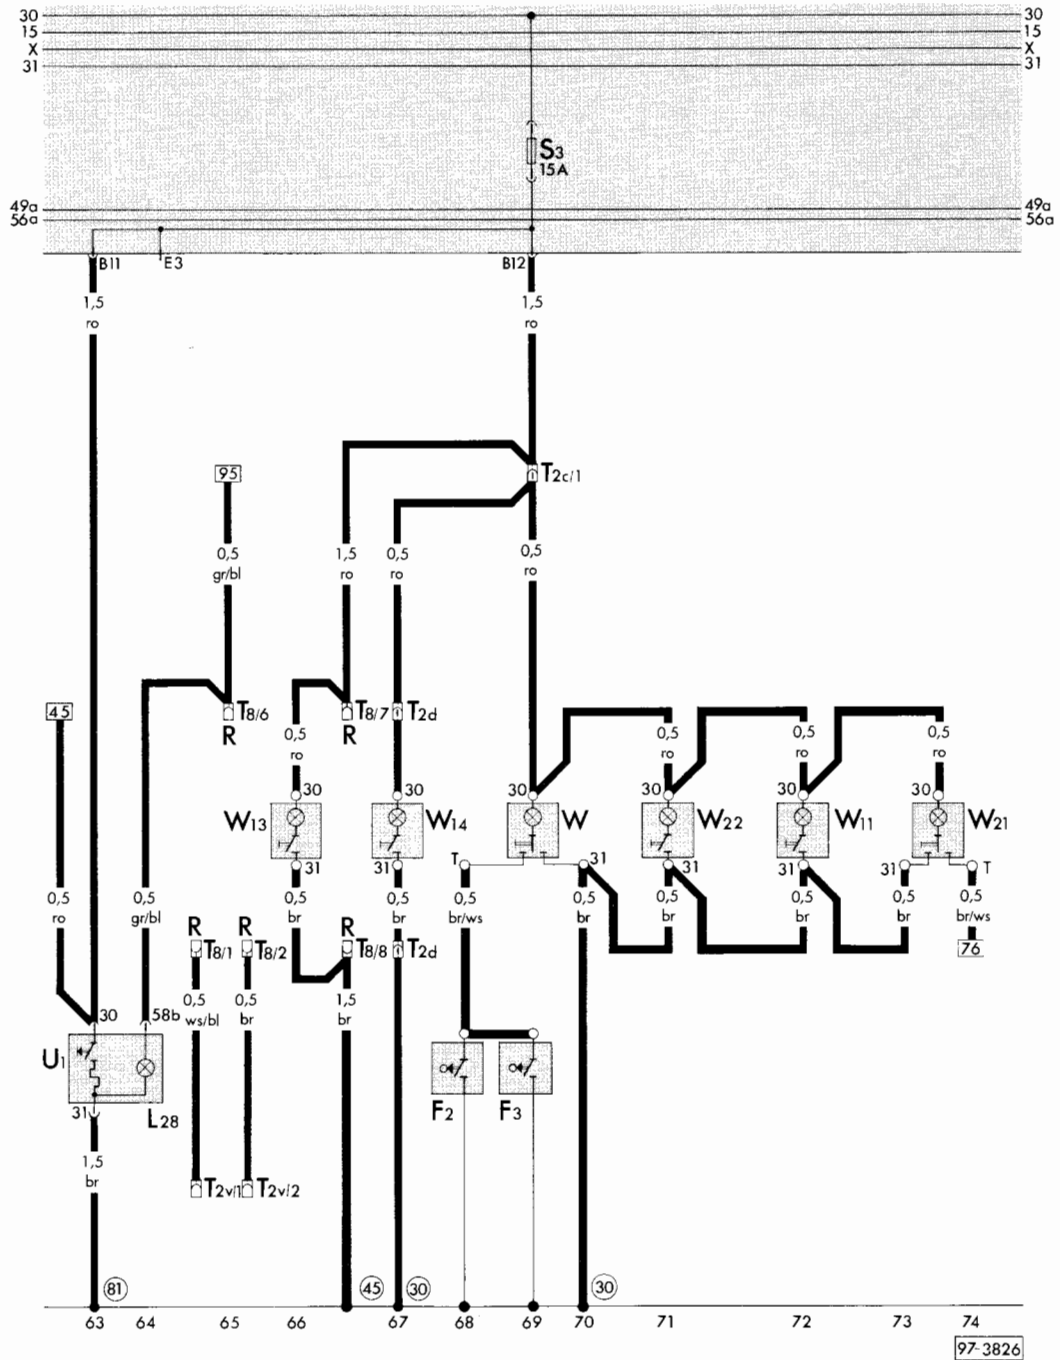 30 30
15 15
X X
31 31
S3
15A
49a 49a
56a 56a
B11 E3 B12
1,5 1,5
ro ro
95 T2c/1
0,5 1,5 0,5 0,5
gr/bl ro ro ro
45 T8/6 T8/7 T2d
R R
0,5 0,5 0,5 0,5
ro ro ro ro
30 30 30 30 30 30
W13 W14 W W22 W11 W21
31 31 T 31 31 31 31 T
0,5 0,5 0,5 0,5 0,5 0,5 0,5 0,5 0,5 0,5
ro gr/bl br br br/ws br br br br br/ws
R R R
T8/1 T8/2 T8/8 T2d 76
0,5 0,5 1,5
ws/bl br br
30 58b
U1
31 L28 F2 F3
1,5
br
T2v/1 T2v/2
81 45 30 30
63 64 65 66 67 68 69 70 71 72 73 74
97-3826